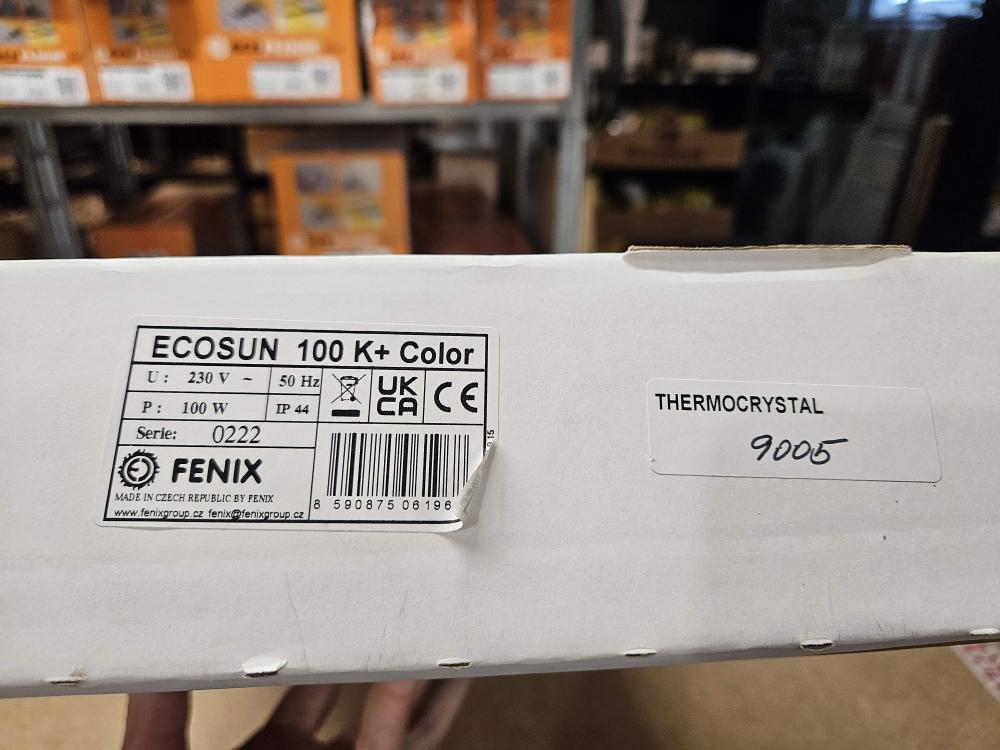 ECOSUN 100 K+ Color
U: 230 V ~ 50 Hz
P: 100 W IP 44
UK
CA
CE
Serie: 0222
FENIX
MADE IN CZECH REPUBLIC BY FENIX
www.fenixgroup.cz fenix@fenixgroup.cz
8 590875 06196
THERMOCRYSTAL
9005